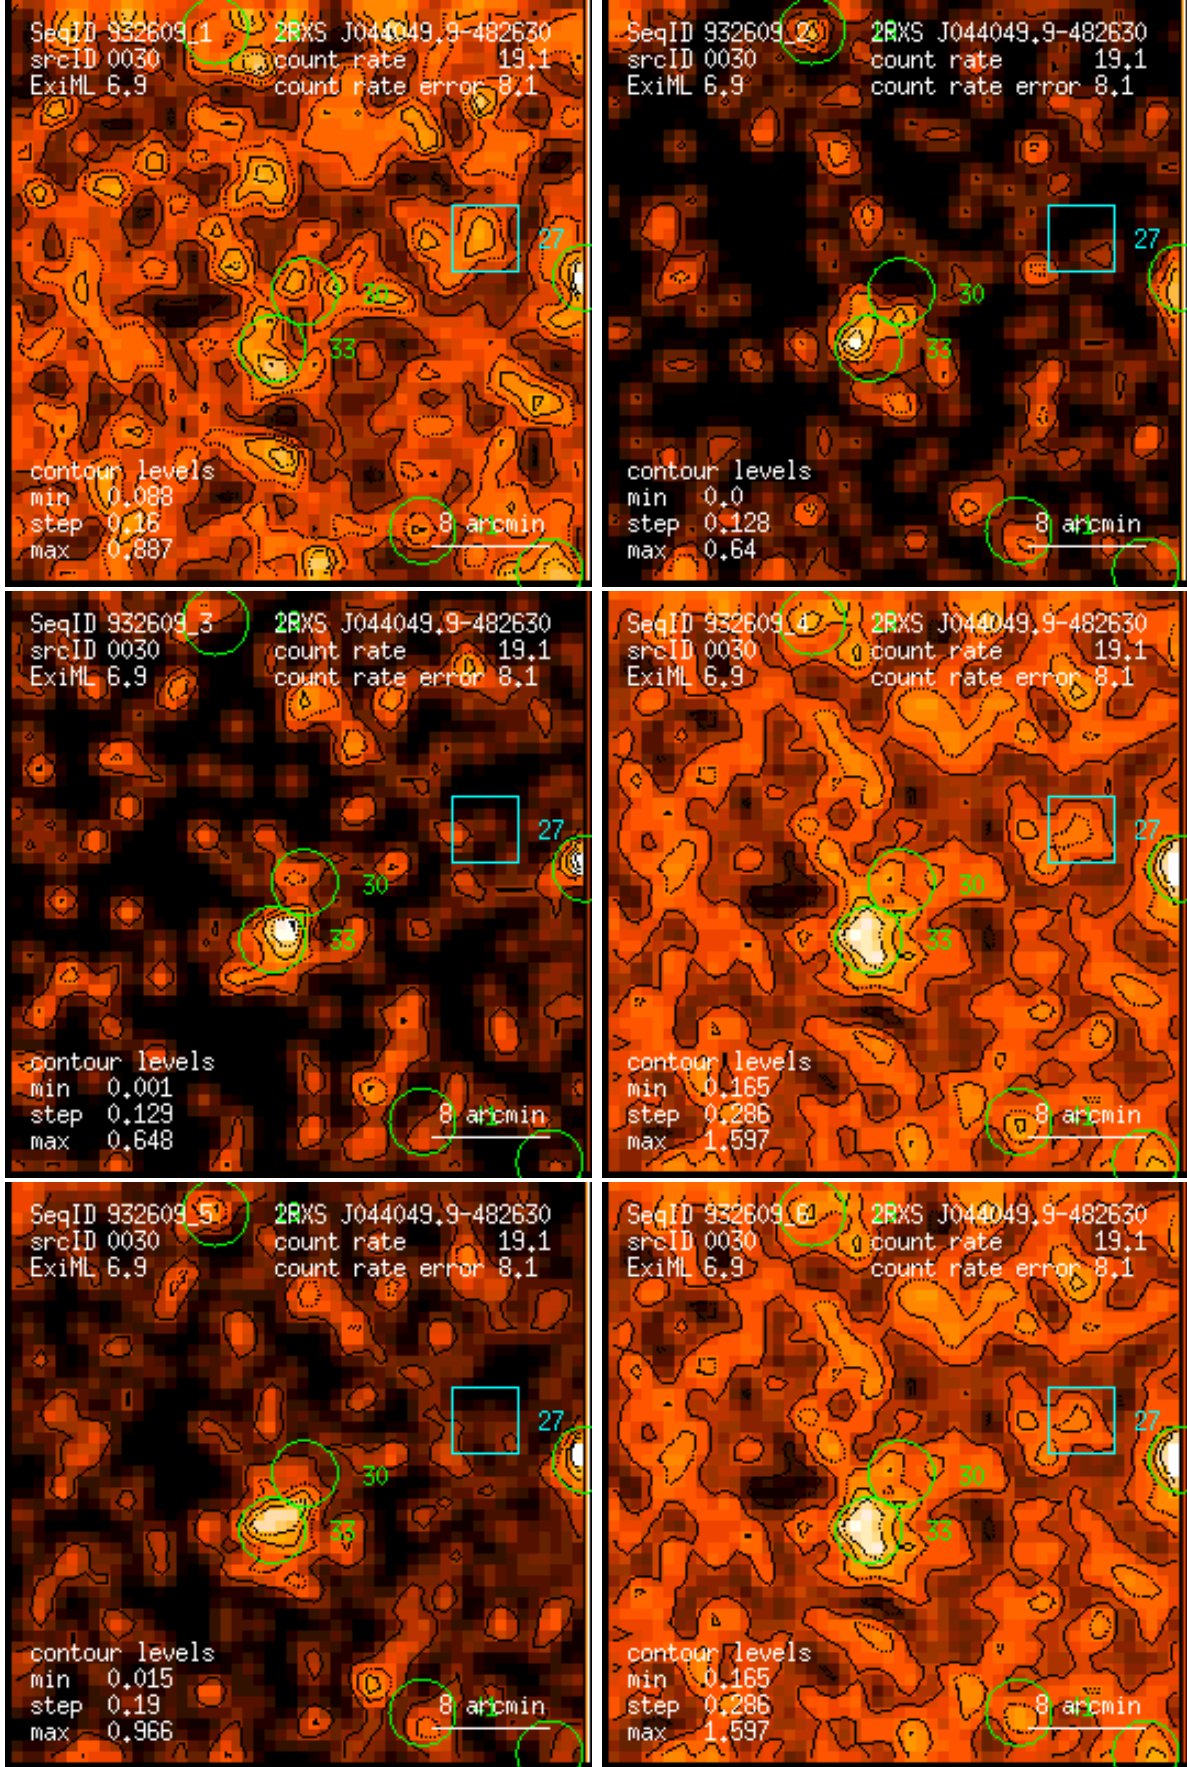 SeqID 932609_1 2RXS J044049.9-482630
srcID 0030 count rate 19.1
ExiML 6.9 count rate error 8.1
27
30
33
contour levels
min 0.088
step 0.16
max 0.887
8 arcmin
SeqID 932609_2 2RXS J044049.9-482630
srcID 0030 count rate 19.1
ExiML 6.9 count rate error 8.1
27
30
33
contour levels
min 0.0
step 0.128
max 0.64
8 arcmin
SeqID 932609_3 2RXS J044049.9-482630
srcID 0030 count rate 19.1
ExiML 6.9 count rate error 8.1
27
30
33
contour levels
min 0.001
step 0.129
max 0.648
8 arcmin
SeqID 932609_4 2RXS J044049.9-482630
srcID 0030 count rate 19.1
ExiML 6.9 count rate error 8.1
27
30
33
contour levels
min 0.165
step 0.286
max 1.597
8 arcmin
SeqID 932609_5 2RXS J044049.9-482630
srcID 0030 count rate 19.1
ExiML 6.9 count rate error 8.1
27
30
33
contour levels
min 0.015
step 0.19
max 0.966
8 arcmin
SeqID 932609_6 2RXS J044049.9-482630
srcID 0030 count rate 19.1
ExiML 6.9 count rate error 8.1
27
30
33
contour levels
min 0.165
step 0.286
max 1.597
8 arcmin